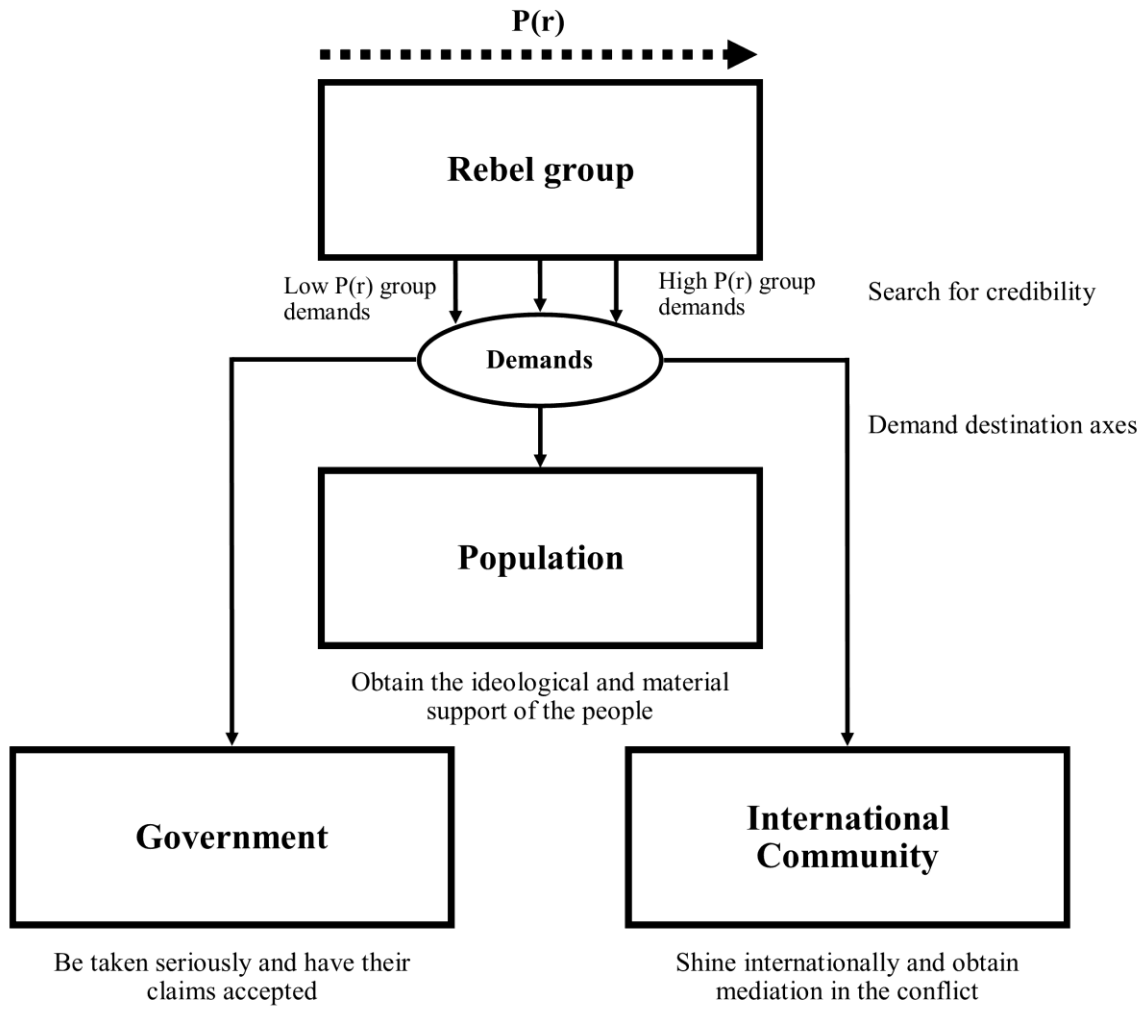 P(r)
Rebel group
Low P(r) group
demands
High P(r) group
demands
Search for credibility
Demands
Demand destination axes
Population
Obtain the ideological and material
support of the people
Government
International
Community
Be taken seriously and have their
claims accepted
Shine internationally and obtain
mediation in the conflict